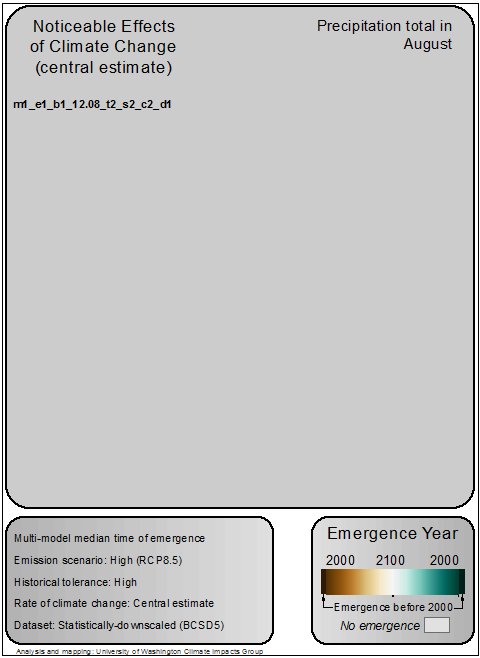 Noticeable Effects
of Climate Change
(central estimate)
Precipitation total in
August
m1_e1_b1_12.08_t2_s2_c2_d1
Multi-model median time of emergence
Emission scenario: High (RCP8.5)
Historical tolerance: High
Rate of climate change: Central estimate
Dataset: Statistically-downscaled (BCSD5)
Emergence Year
2000 2100 2000
Emergence before 2000
No emergence
Analysis and mapping: University of Washington Climate Impacts Group